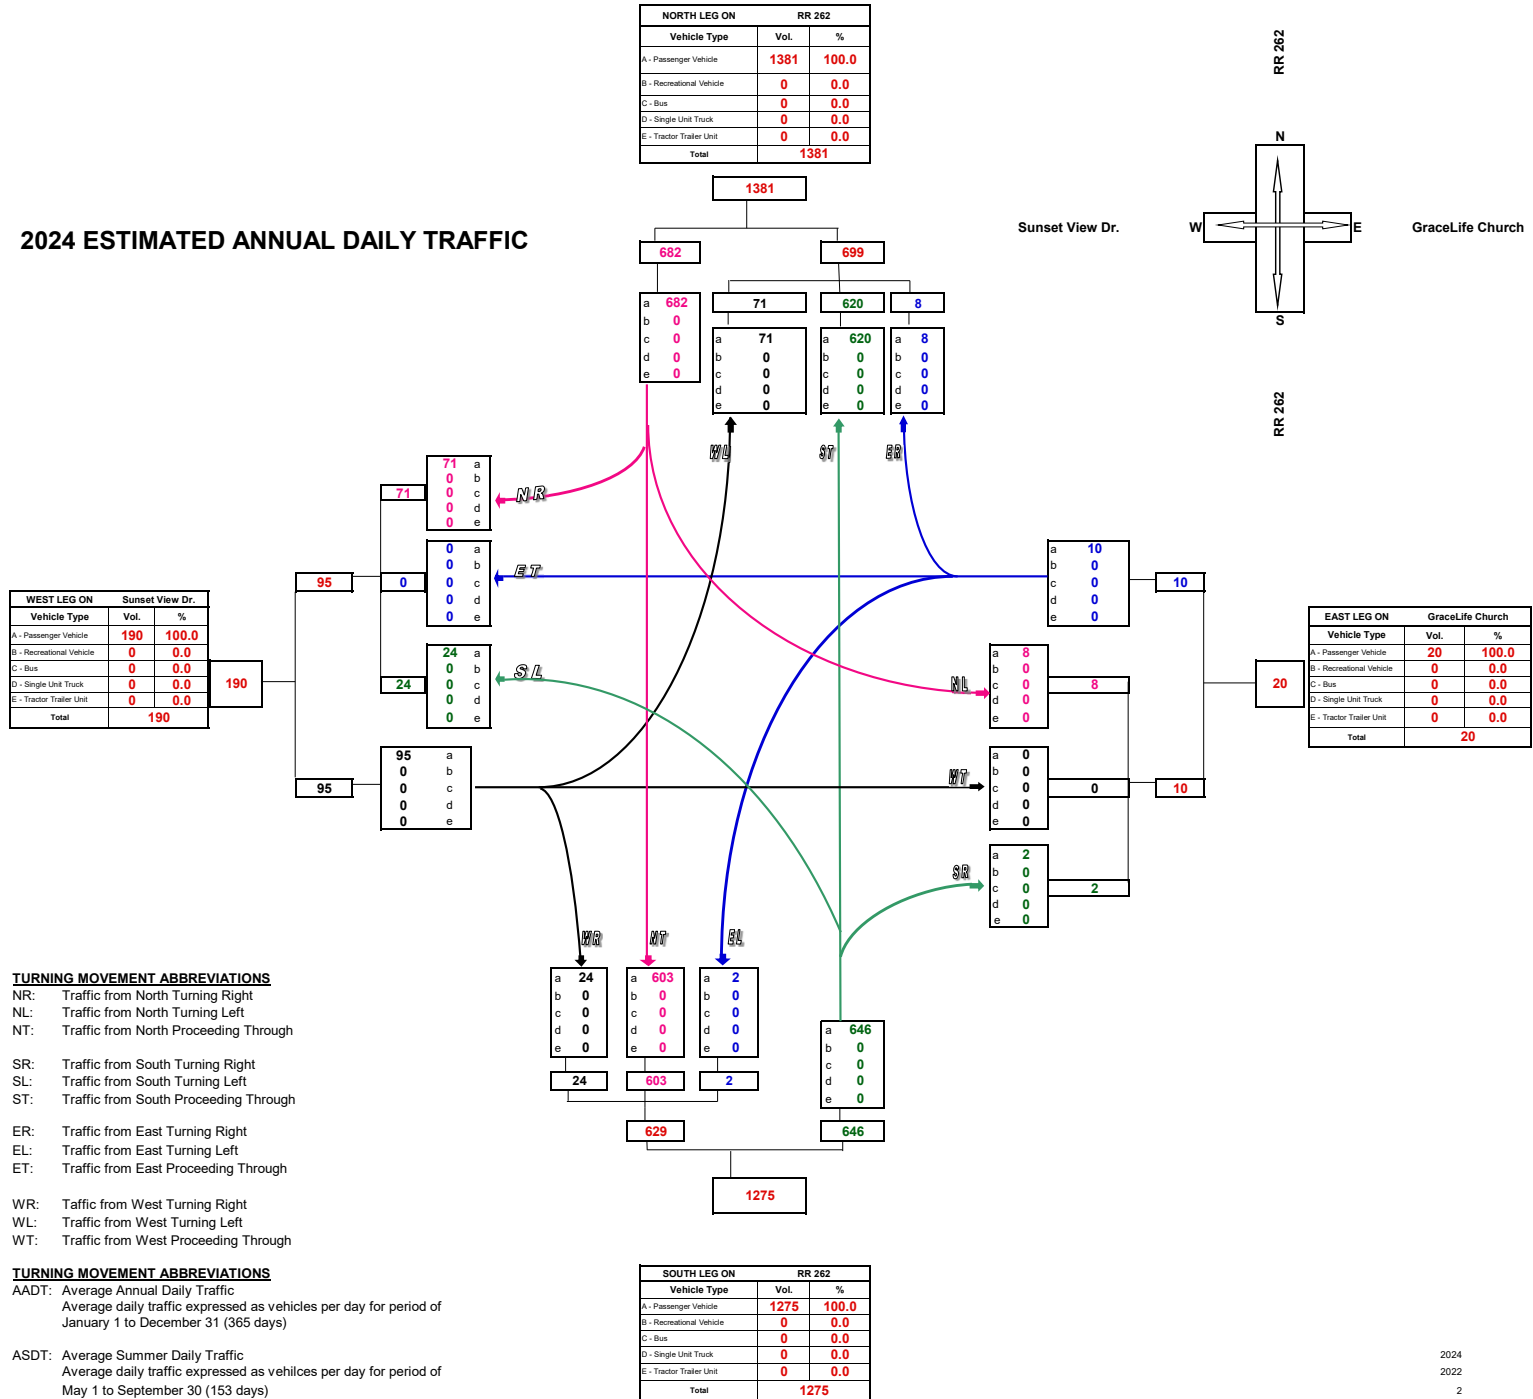 NORTH LEG ON RR 262
Vehicle Type Vol. %
A - Passenger Vehicle 1381 100.0
B - Recreational Vehicle 0 0.0
C - Bus 0 0.0
D - Single Unit Truck 0 0.0
E - Tractor Trailer Unit 0 0.0
Total 1381
RR 262
N
W E
S
Sunset View Dr.
GraceLife Church
RR 262
1381
2024 ESTIMATED ANNUAL DAILY TRAFFIC
682 699
71 620 8
a 682
b 0
c 0
d 0
e 0
a 71
b 0
c 0
d 0
e 0
a 620
b 0
c 0
d 0
e 0
a 8
b 0
c 0
d 0
e 0
WL ST ER
71
71 a
0 b
0 c
0 d
0 e
NR
95
0
0 a
0 b
0 c
0 d
0 e
ET
24
24 a
0 b
0 c
0 d
0 e
SL
WEST LEG ON Sunset View Dr.
Vehicle Type Vol. %
A - Passenger Vehicle 190 100.0
B - Recreational Vehicle 0 0.0
C - Bus 0 0.0
D - Single Unit Truck 0 0.0
E - Tractor Trailer Unit 0 0.0
Total 190
190
95
95 a
0 b
0 c
0 d
0 e
a 10
b 0
c 0
d 0
e 0
10
NL
a 8
b 0
c 0
d 0
e 0
8
WT
a 0
b 0
c 0
d 0
e 0
0
10
SR
a 2
b 0
c 0
d 0
e 0
2
20
EAST LEG ON GraceLife Church
Vehicle Type Vol. %
A - Passenger Vehicle 20 100.0
B - Recreational Vehicle 0 0.0
C - Bus 0 0.0
D - Single Unit Truck 0 0.0
E - Tractor Trailer Unit 0 0.0
Total 20
WR NT EL
a 24
b 0
c 0
d 0
e 0
24
a 603
b 0
c 0
d 0
e 0
603
a 2
b 0
c 0
d 0
e 0
2
a 646
b 0
c 0
d 0
e 0
629 646
1275
TURNING MOVEMENT ABBREVIATIONS
NR: Traffic from North Turning Right
NL: Traffic from North Turning Left
NT: Traffic from North Proceeding Through
SR: Traffic from South Turning Right
SL: Traffic from South Turning Left
ST: Traffic from South Proceeding Through
ER: Traffic from East Turning Right
EL: Traffic from East Turning Left
ET: Traffic from East Proceeding Through
WR: Taffic from West Turning Right
WL: Traffic from West Turning Left
WT: Traffic from West Proceeding Through
TURNING MOVEMENT ABBREVIATIONS
AADT: Average Annual Daily Traffic
Average daily traffic expressed as vehicles per day for period of
January 1 to December 31 (365 days)
ASDT: Average Summer Daily Traffic
Average daily traffic expressed as vehilces per day for period of
May 1 to September 30 (153 days)
SOUTH LEG ON RR 262
Vehicle Type Vol. %
A - Passenger Vehicle 1275 100.0
B - Recreational Vehicle 0 0.0
C - Bus 0 0.0
D - Single Unit Truck 0 0.0
E - Tractor Trailer Unit 0 0.0
Total 1275
2024
2022
2